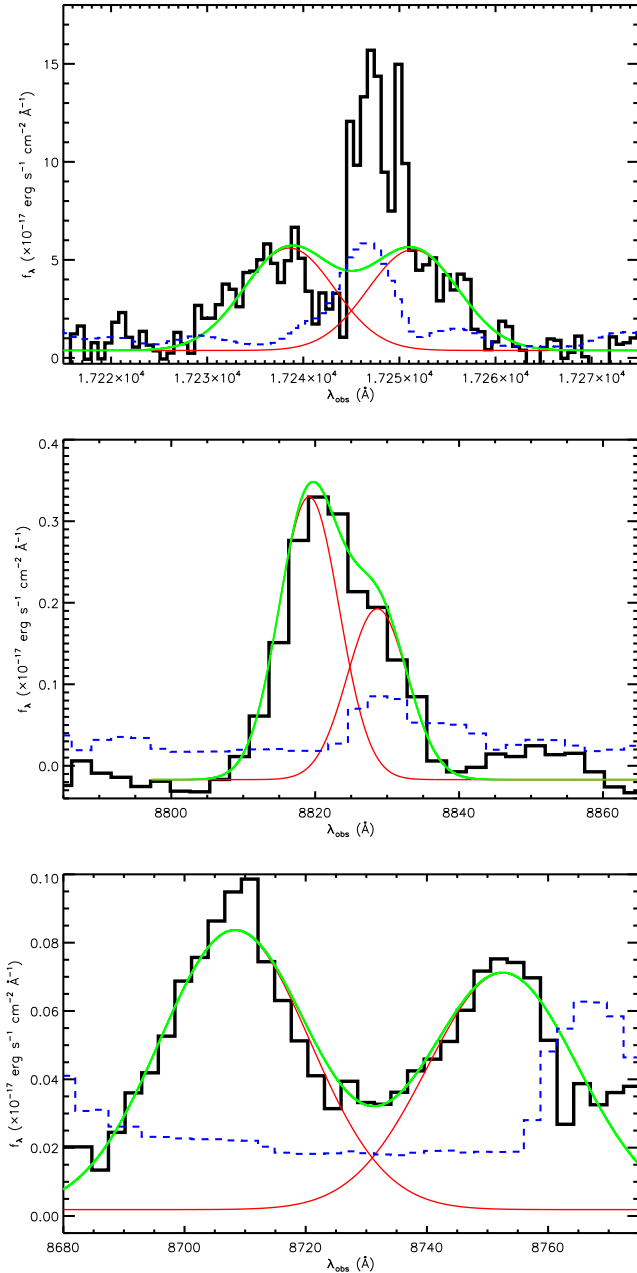 15
10
5
0
f_λ (×10⁻¹⁷ erg s⁻¹ cm⁻² Å⁻¹)
1.722×10⁴ 1.723×10⁴ 1.724×10⁴ 1.725×10⁴ 1.726×10⁴ 1.727×10⁴
λ_obs (Å)
0.4
0.3
0.2
0.1
0.0
f_λ (×10⁻¹⁷ erg s⁻¹ cm⁻² Å⁻¹)
8800 8820 8840 8860
λ_obs (Å)
0.10
0.08
0.06
0.04
0.02
0.00
f_λ (×10⁻¹⁷ erg s⁻¹ cm⁻² Å⁻¹)
8680 8700 8720 8740 8760
λ_obs (Å)